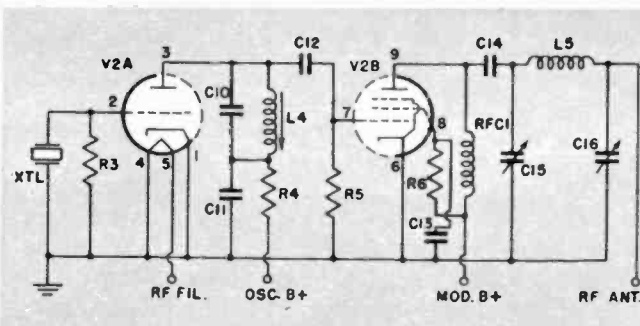 3 C12 9 C14 L5
V2A V2B
C10
2 L4 7 8 RFC1
XTL R3 4 5 1 R6 C15 C16
C11 R4 R5 6
C13
RF FIL. OSC. B+ MOD. B+ RF ANT.